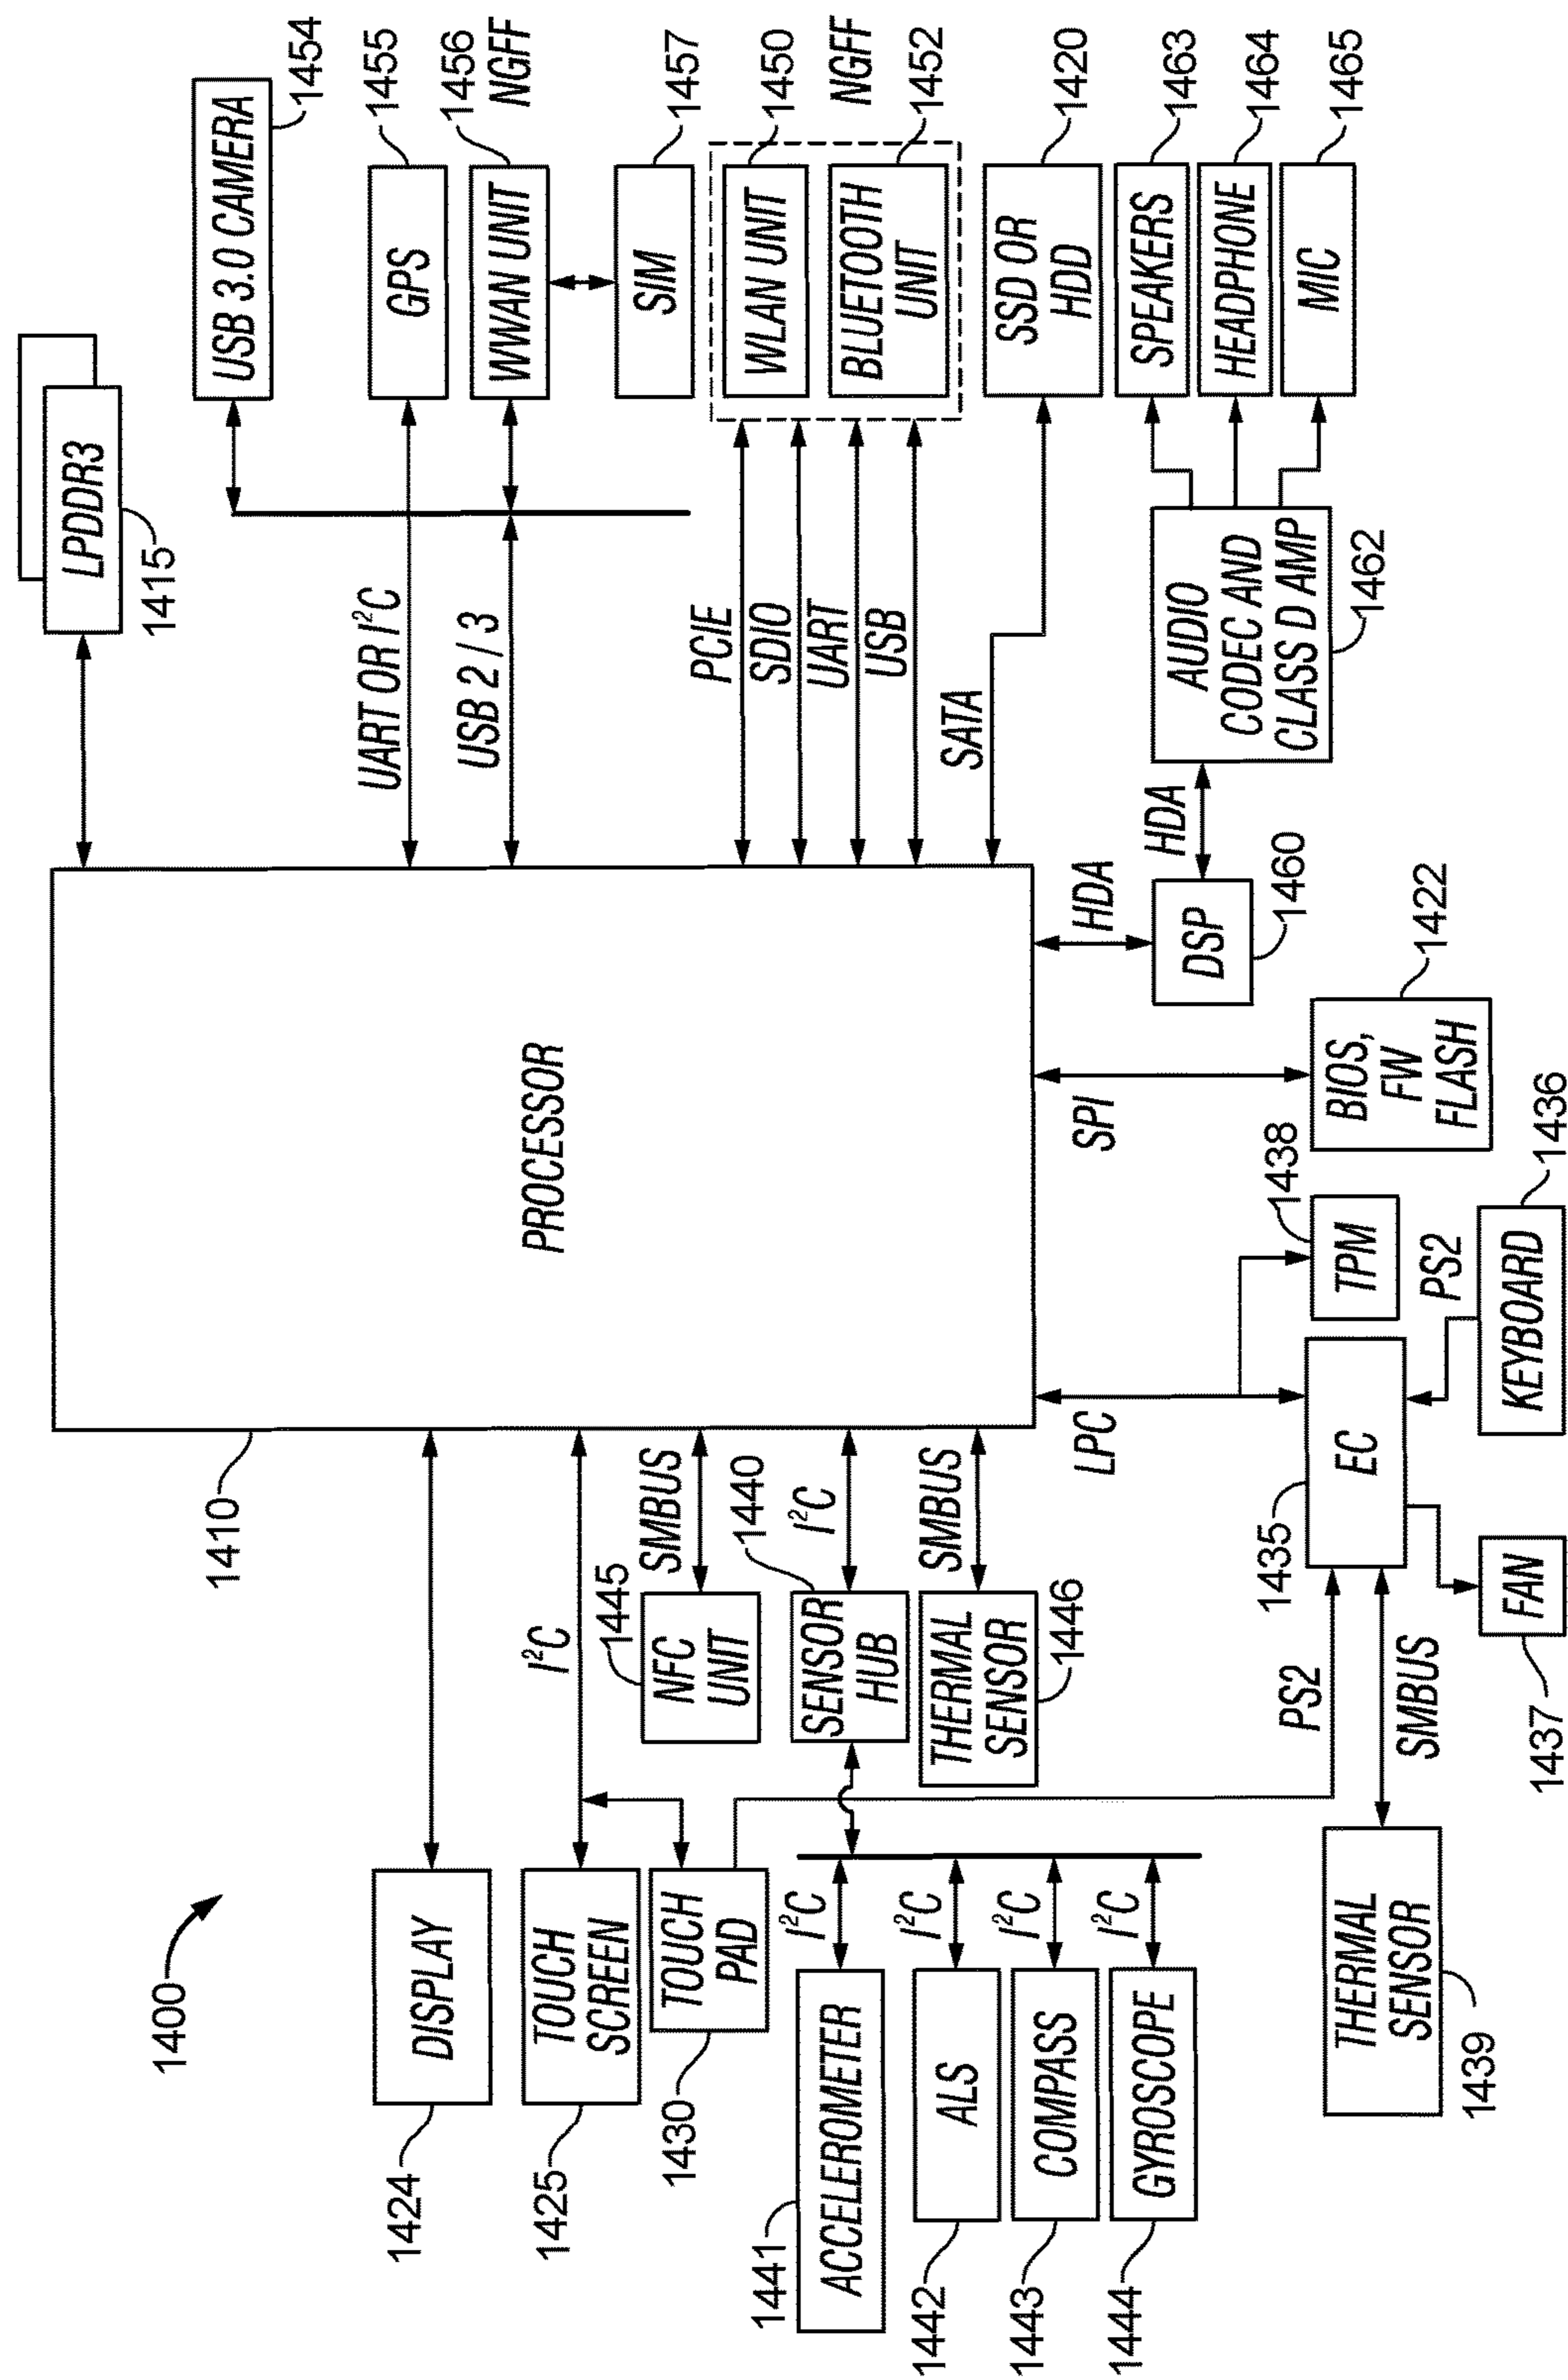 1400
LPDDR3
1415
1410
PROCESSOR
USB 3.0 CAMERA
1454
DISPLAY
1424
UART OR I²C
GPS
1455
I²C
TOUCH
SCREEN
1425
USB 2 / 3
WWAN UNIT
1456
NGFF
SIM
1457
TOUCH
PAD
1430
SMBUS
1445
NFC
UNIT
PCIE
SDIO
UART
USB
WLAN UNIT
1450
NGFF
BLUETOOTH
UNIT
1452
1440
I²C
SENSOR
HUB
I²C
ACCELEROMETER
1441
SMBUS
THERMAL
SENSOR
1446
I²C
ALS
1442
I²C
COMPASS
1443
I²C
GYROSCOPE
1444
SATA
SSD OR
HDD
1420
LPC
SPI
HDA
HDA
DSP
1460
AUDIO
CODEC AND
CLASS D AMP
1462
SPEAKERS
1463
HEADPHONE
1464
MIC
1465
PS2
SMBUS
THERMAL
SENSOR
1439
1435
EC
1438
TPM
BIOS,
FW
FLASH
1422
PS2
FAN
1437
KEYBOARD
1436